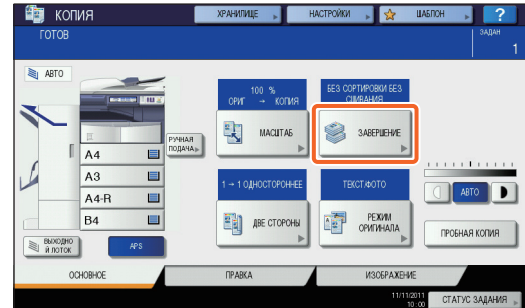 КОПИЯ
ХРАНИЛИЩЕ
НАСТРОЙКИ
ШАБЛОН
?
ГОТОВ
ЗАДАН
1
АВТО
100 %
ОРИГ → КОПИЯ
БЕЗ СОРТИРОВКИ БЕЗ
СШИВАНИЯ
МАСШТАБ
ЗАВЕРШЕНИЕ
РУЧНАЯ
ПОДАЧА
A4
A3
A4-R
B4
1 → 1 ОДНОСТОРОННЕЕ
ТЕКСТ/ФОТО
ДВЕ СТОРОНЫ
РЕЖИМ
ОРИГИНАЛА
АВТО
ПРОБНАЯ КОПИЯ
ВЫХОДНО
Й ЛОТОК
APS
ОСНОВНОЕ
ПРАВКА
ИЗОБРАЖЕНИЕ
11/11/2011
10:00
СТАТУС ЗАДАНИЯ